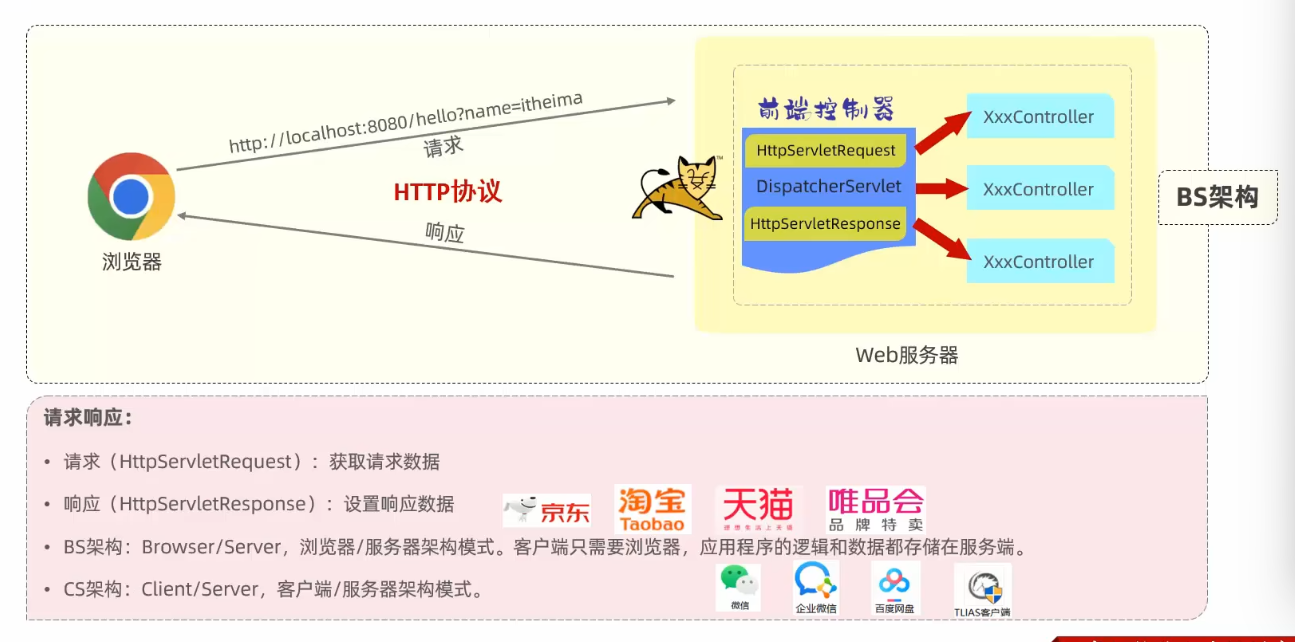 http://localhost:8080/hello?name=itheima
请求
HTTP协议
响应
浏览器
前端控制器
HttpServletRequest
DispatcherServlet
HttpServletResponse
XxxController
XxxController
XxxController
BS架构
Web服务器
请求响应：
• 请求（HttpServletRequest）：获取请求数据
• 响应（HttpServletResponse）：设置响应数据
京东
淘宝
Taobao
天猫
唯品会
品牌特卖
• BS架构：Browser/Server，浏览器/服务器架构模式。客户端只需要浏览器，应用程序的逻辑和数据都存储在服务端。
• CS架构：Client/Server，客户端/服务器架构模式。
微信
企业微信
百度网盘
TLIAS客户端